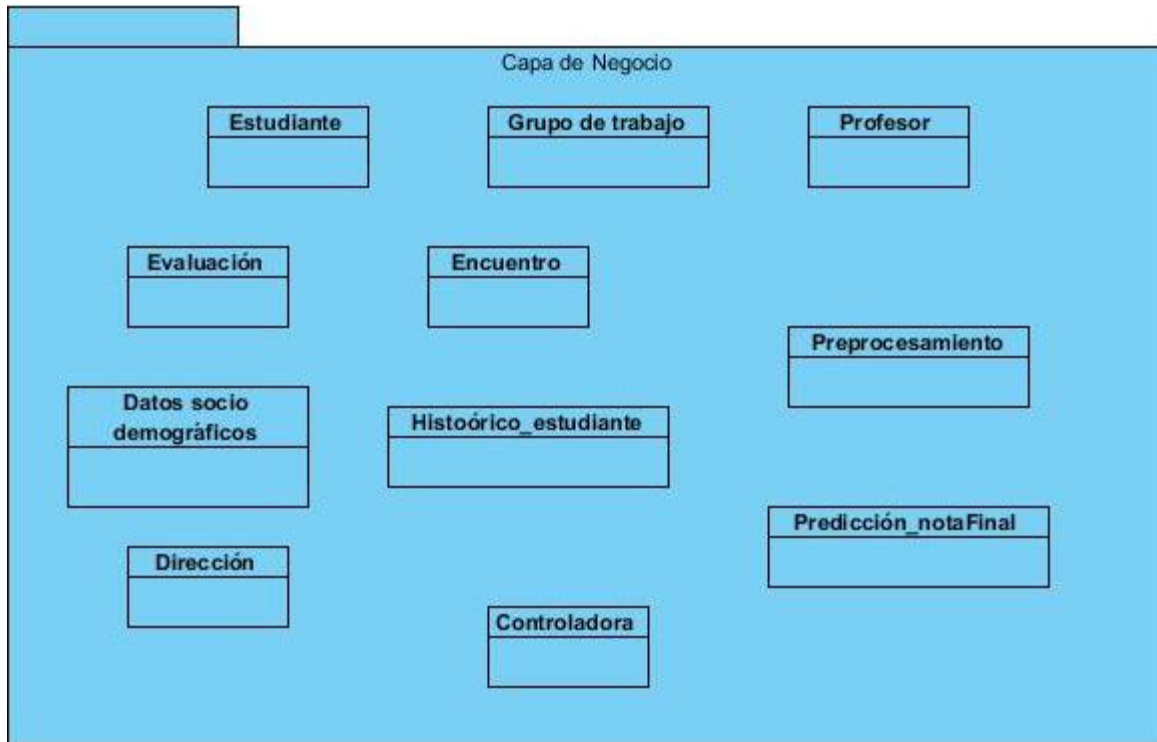 Capa de Negocio
Estudiante
Grupo de trabajo
Profesor
Evaluación
Encuentro
Preprocesamiento
Datos socio
demográficos
Histoórico_estudiante
Predicción_notaFinal
Dirección
Controladora